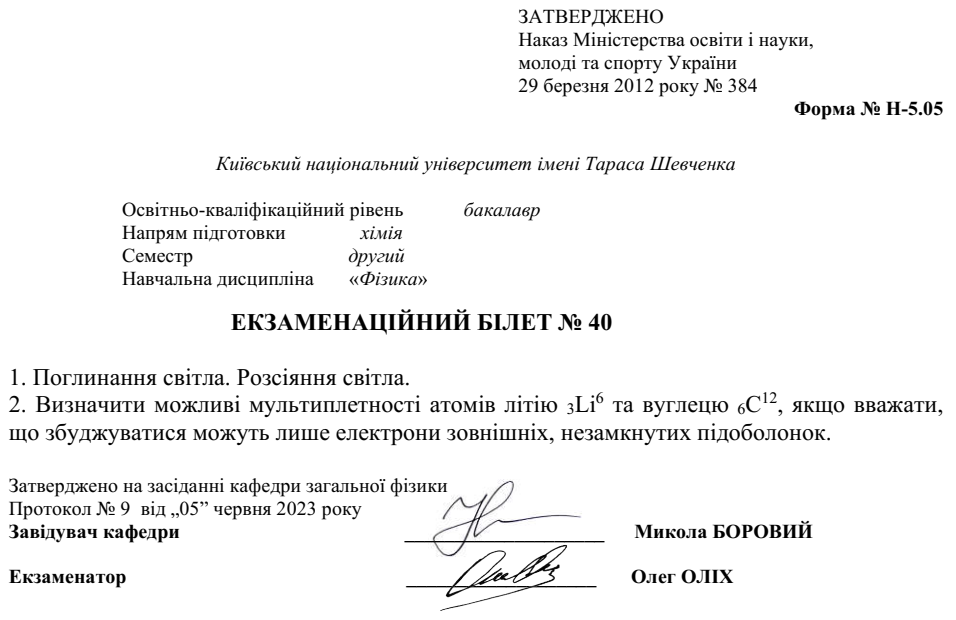 ЗАТВЕРДЖЕНО
Наказ Міністерства освіти і науки,
молоді та спорту України
29 березня 2012 року № 384
Форма № Н-5.05
Київський національний університет імені Тараса Шевченка
Освітньо-кваліфікаційний рівень бакалавр
Напрям підготовки хімія
Семестр другий
Навчальна дисципліна «Фізика»
ЕКЗАМЕНАЦІЙНИЙ БІЛЕТ № 40
1. Поглинання світла. Розсіяння світла.
2. Визначити можливі мультиплетності атомів літію ₃Li⁶ та вуглецю ₆C¹², якщо вважати,
що збуджуватися можуть лише електрони зовнішніх, незамкнутих підоболонок.
Затверджено на засіданні кафедри загальної фізики
Протокол № 9 від „05” червня 2023 року
Завідувач кафедри Микола БОРОВИЙ
Екзаменатор Олег ОЛІХ